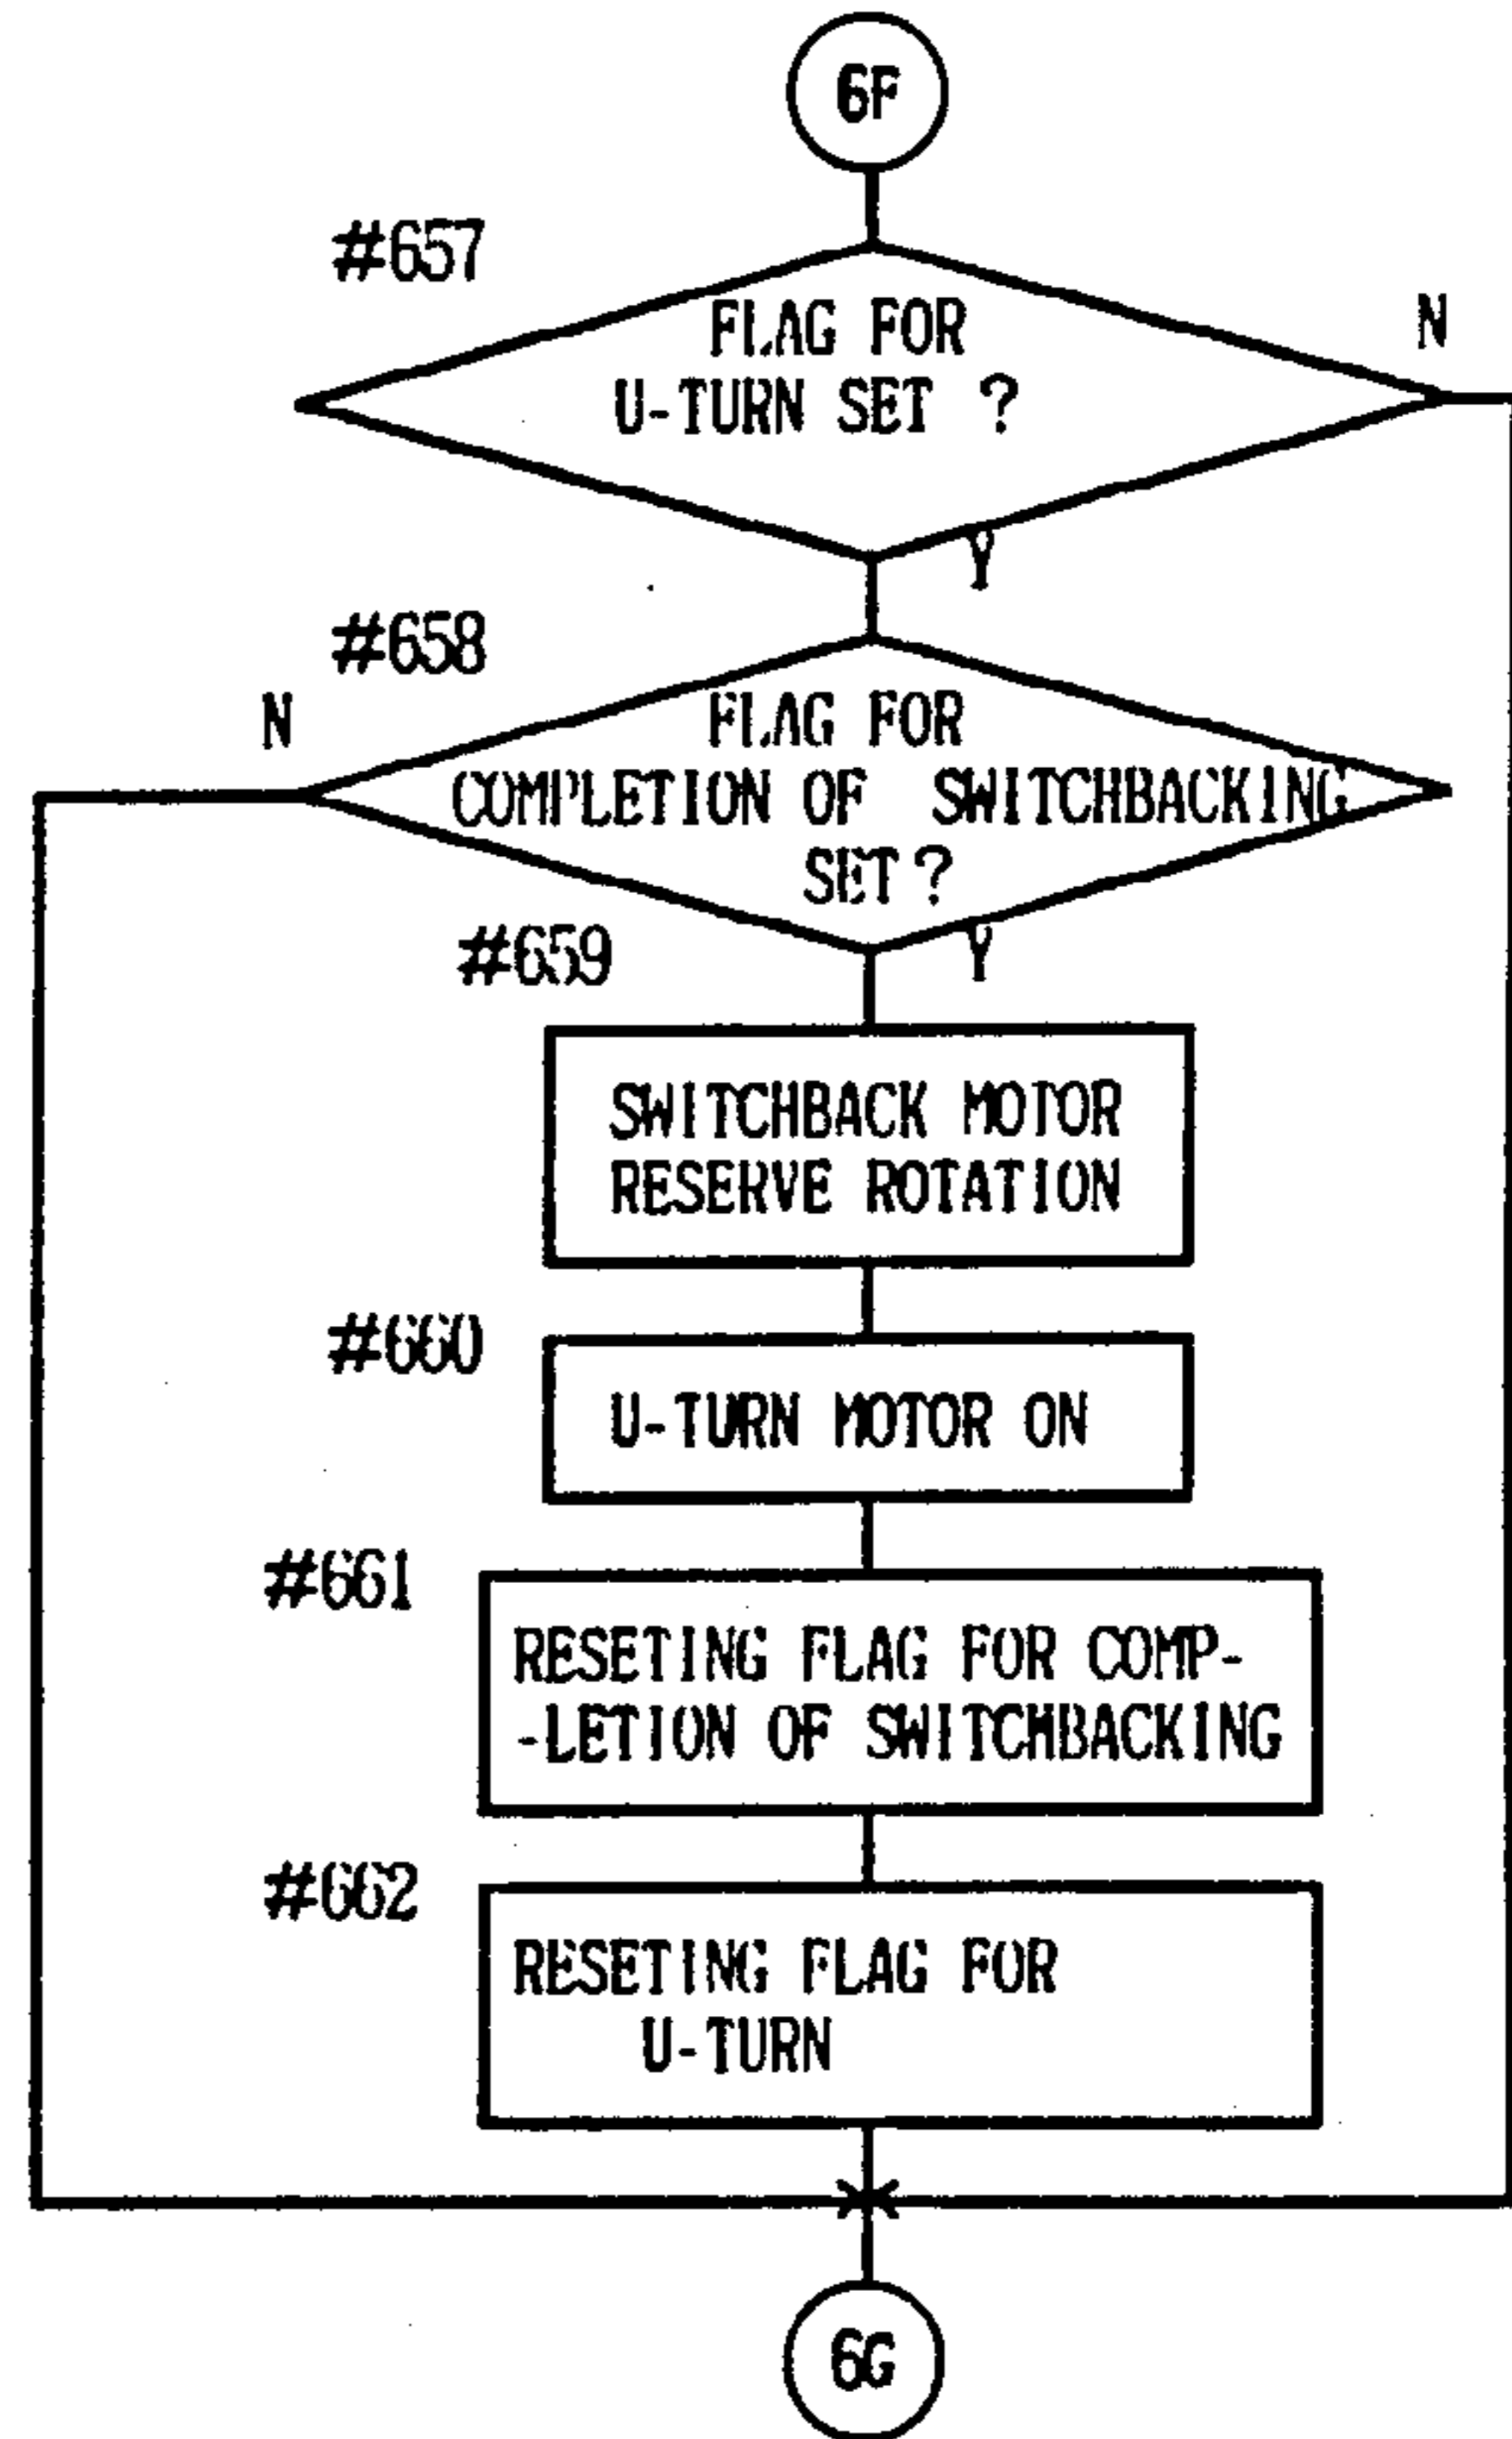 6F
#657
FLAG FOR
N
U-TURN SET ?
Y
#658
N
FLAG FOR
COMPLETION OF SWITCHBACKING
SET ?
#659
Y
SWITCHBACK MOTOR
RESERVE ROTATION
#660
U-TURN MOTOR ON
#661
RESETING FLAG FOR COMP-
-LETION OF SWITCHBACKING
#662
RESETING FLAG FOR
U-TURN
6G